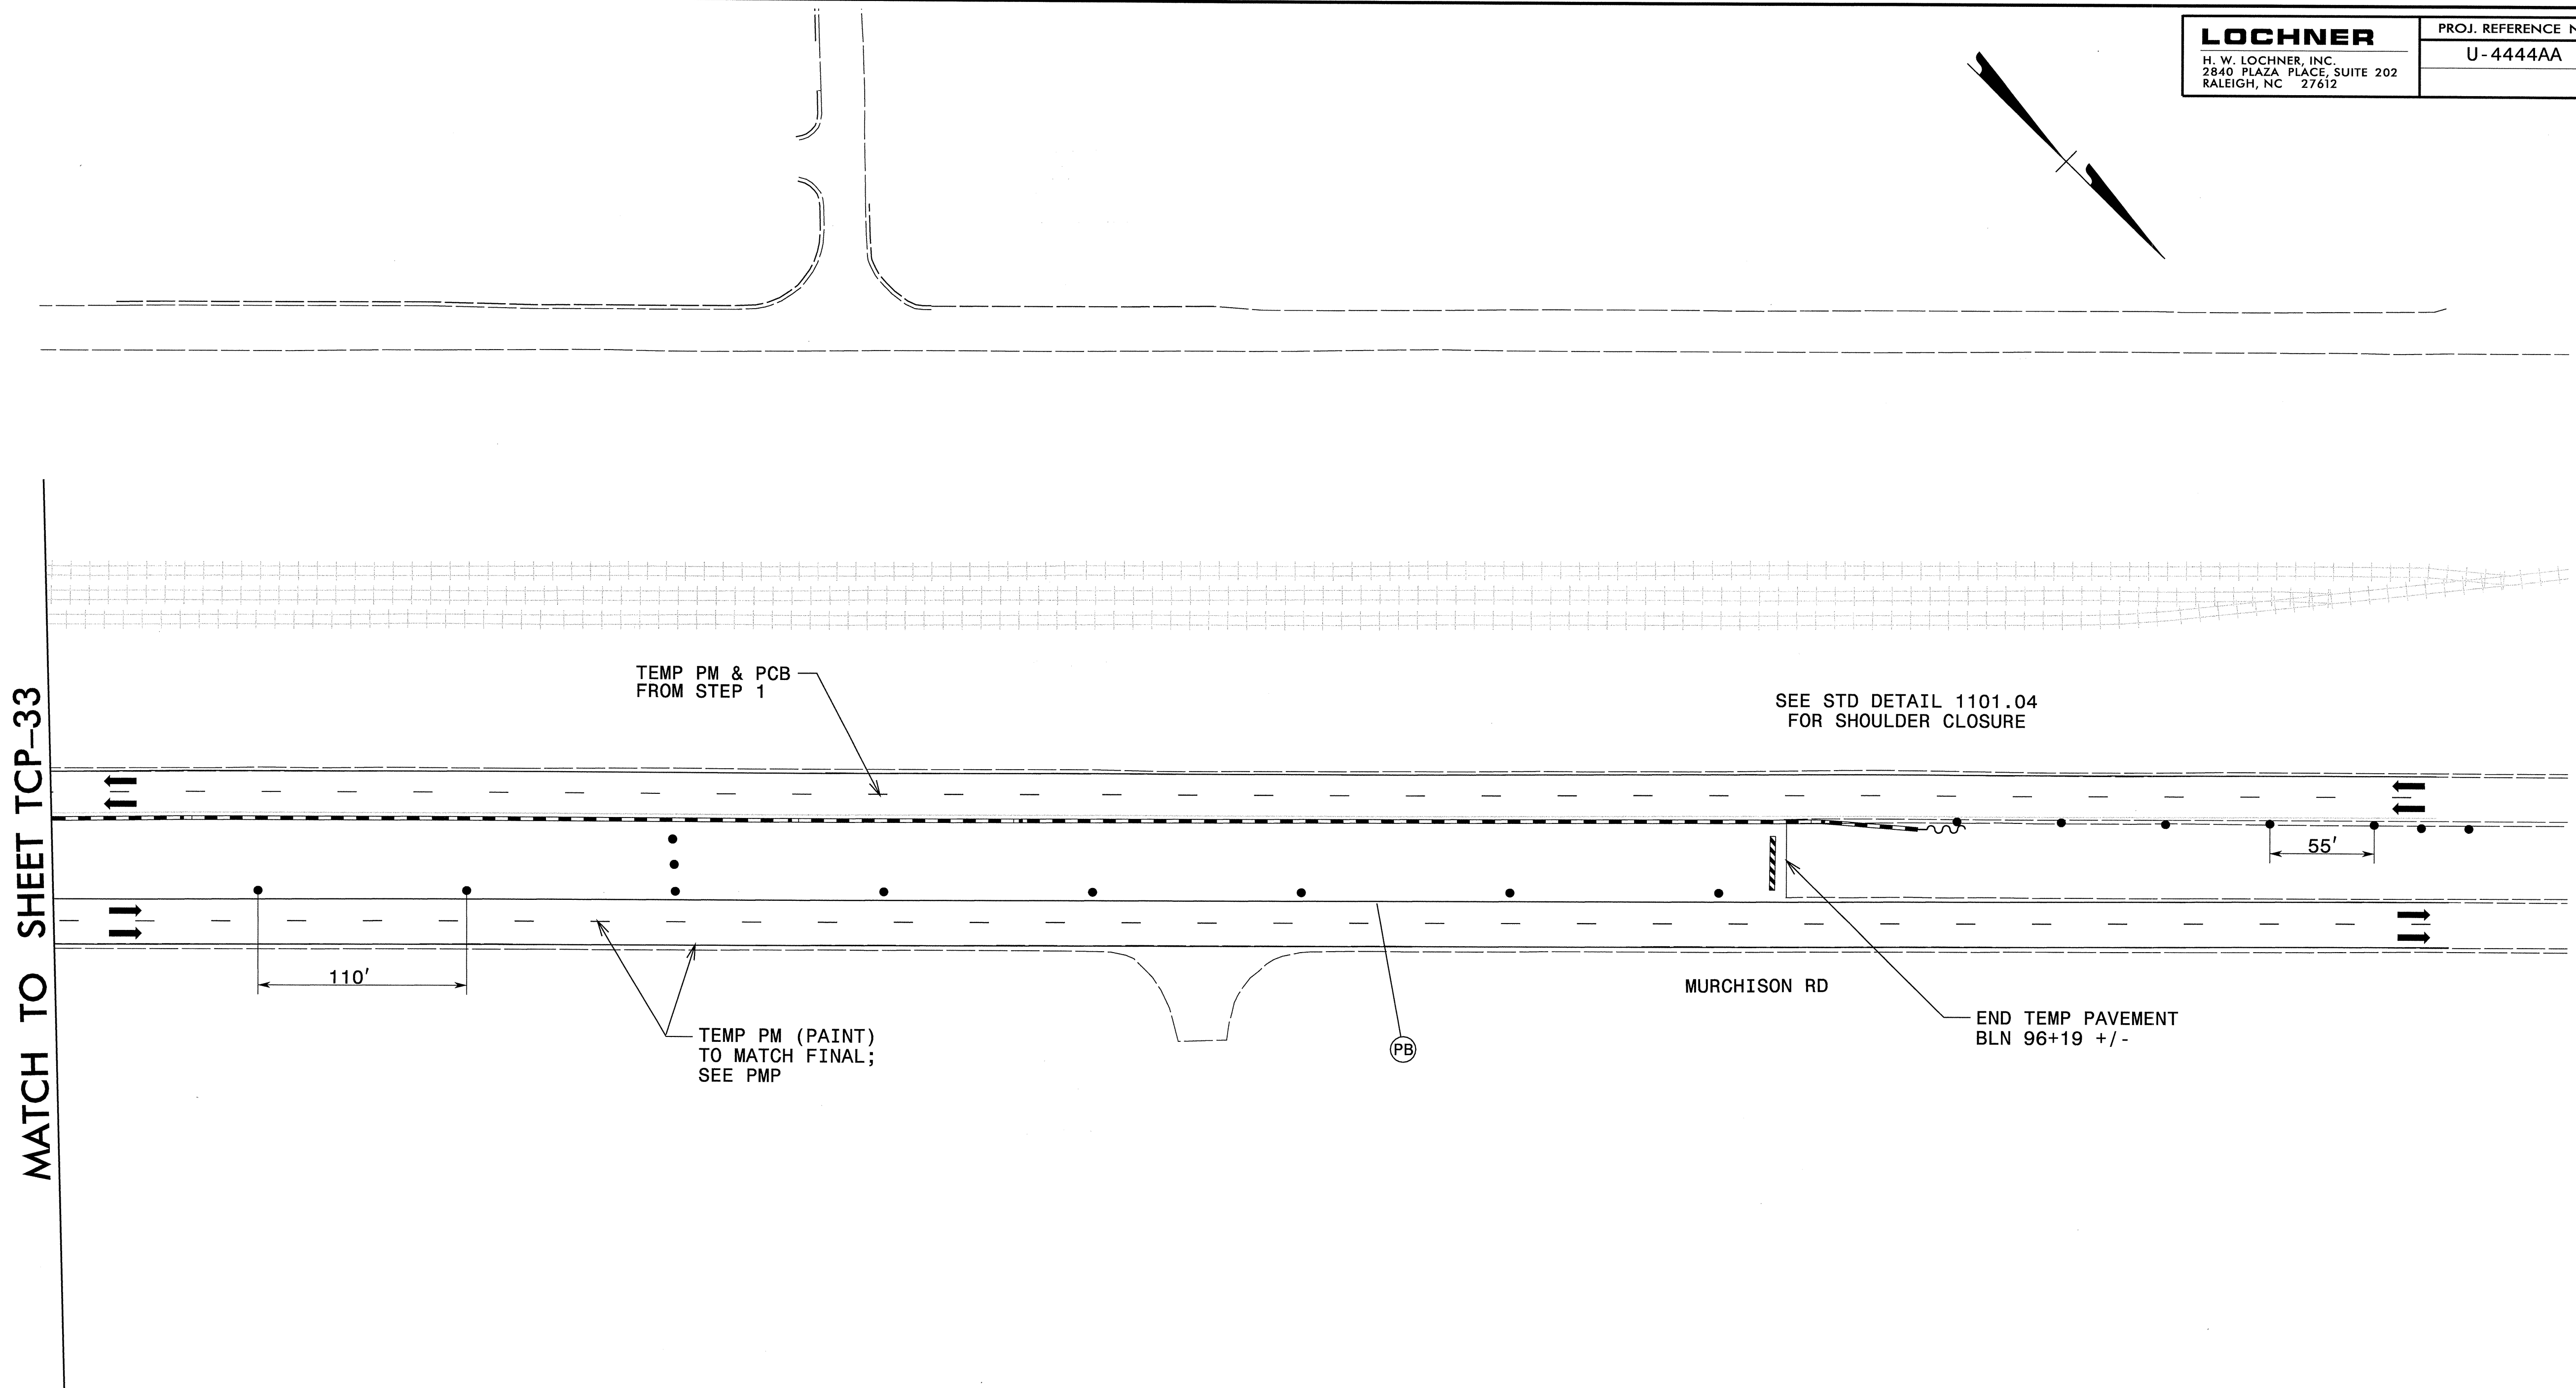 LOCHNER
H. W. LOCHNER, INC.
2840 PLAZA PLACE, SUITE 202
RALEIGH, NC 27612
PROJ. REFERENCE N
U-4444AA
MATCH TO SHEET TCP-33
TEMP PM & PCB
FROM STEP 1
SEE STD DETAIL 1101.04
FOR SHOULDER CLOSURE
55'
110'
MURCHISON RD
TEMP PM (PAINT)
TO MATCH FINAL;
SEE PMP
PB
END TEMP PAVEMENT
BLN 96+19 +/-